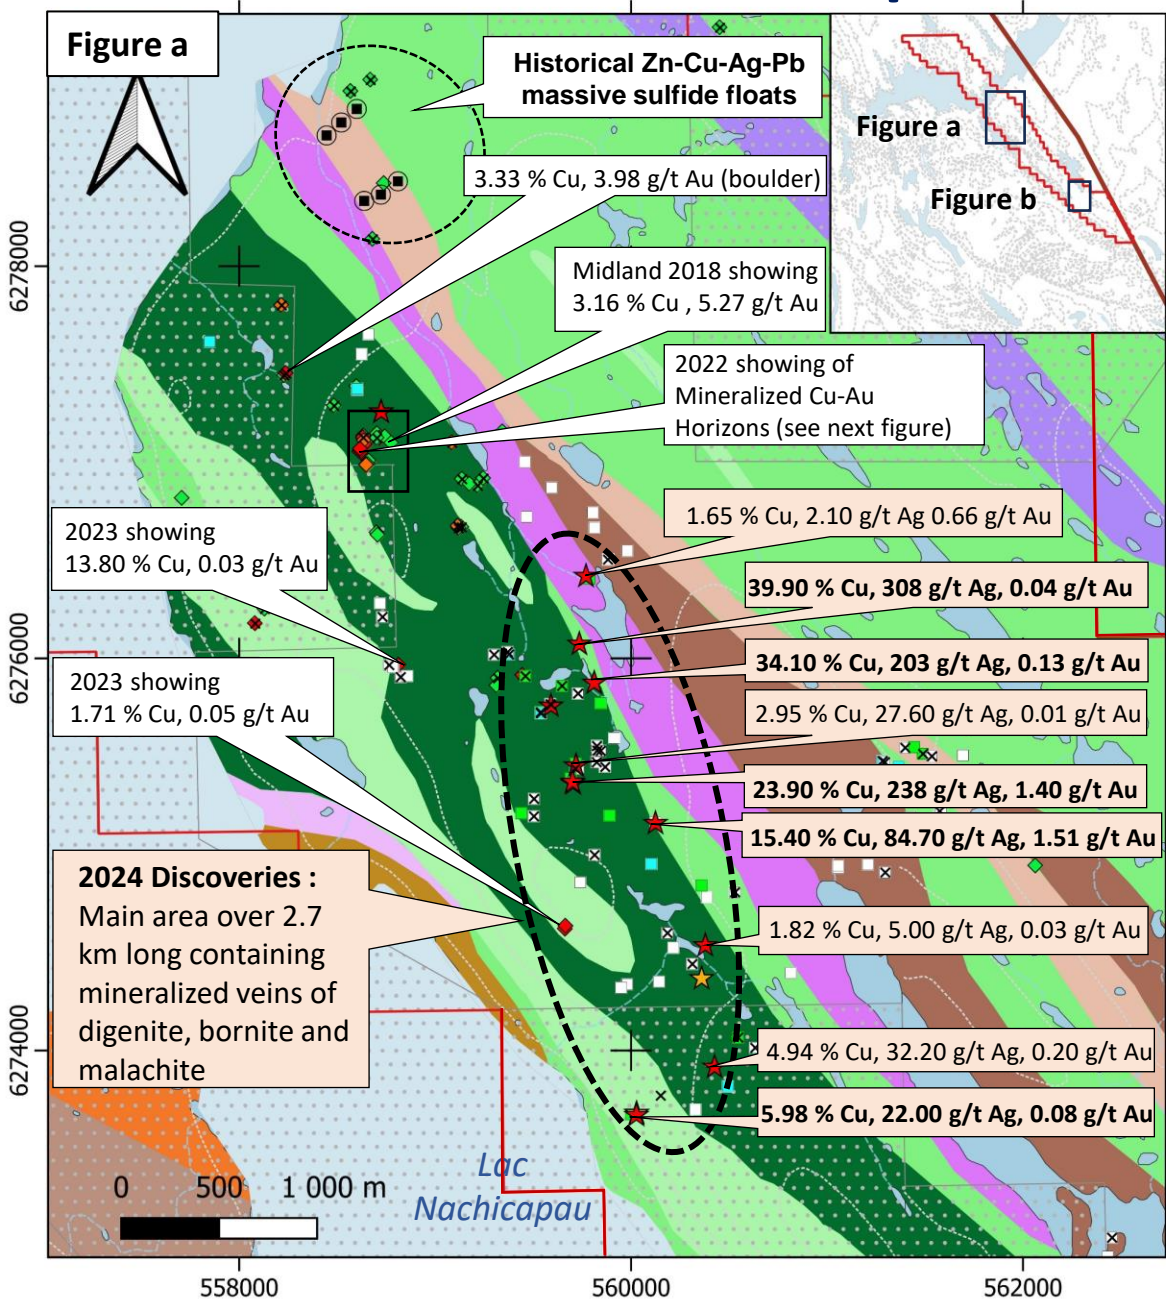 Figure a
Historical Zn-Cu-Ag-Pb
massive sulfide floats
Figure a
Figure b
3.33 % Cu, 3.98 g/t Au (boulder)
Midland 2018 showing
3.16 % Cu , 5.27 g/t Au
2022 showing of
Mineralized Cu-Au
Horizons (see next figure)
1.65 % Cu, 2.10 g/t Ag 0.66 g/t Au
2023 showing
13.80 % Cu, 0.03 g/t Au
39.90 % Cu, 308 g/t Ag, 0.04 g/t Au
34.10 % Cu, 203 g/t Ag, 0.13 g/t Au
2023 showing
1.71 % Cu, 0.05 g/t Au
2.95 % Cu, 27.60 g/t Ag, 0.01 g/t Au
23.90 % Cu, 238 g/t Ag, 1.40 g/t Au
15.40 % Cu, 84.70 g/t Ag, 1.51 g/t Au
2024 Discoveries :
Main area over 2.7
km long containing
mineralized veins of
digenite, bornite and
malachite
1.82 % Cu, 5.00 g/t Ag, 0.03 g/t Au
4.94 % Cu, 32.20 g/t Ag, 0.20 g/t Au
5.98 % Cu, 22.00 g/t Ag, 0.08 g/t Au
Lac
Nachicapau
0 500 1 000 m
6278000
6276000
6274000
558000 560000 562000